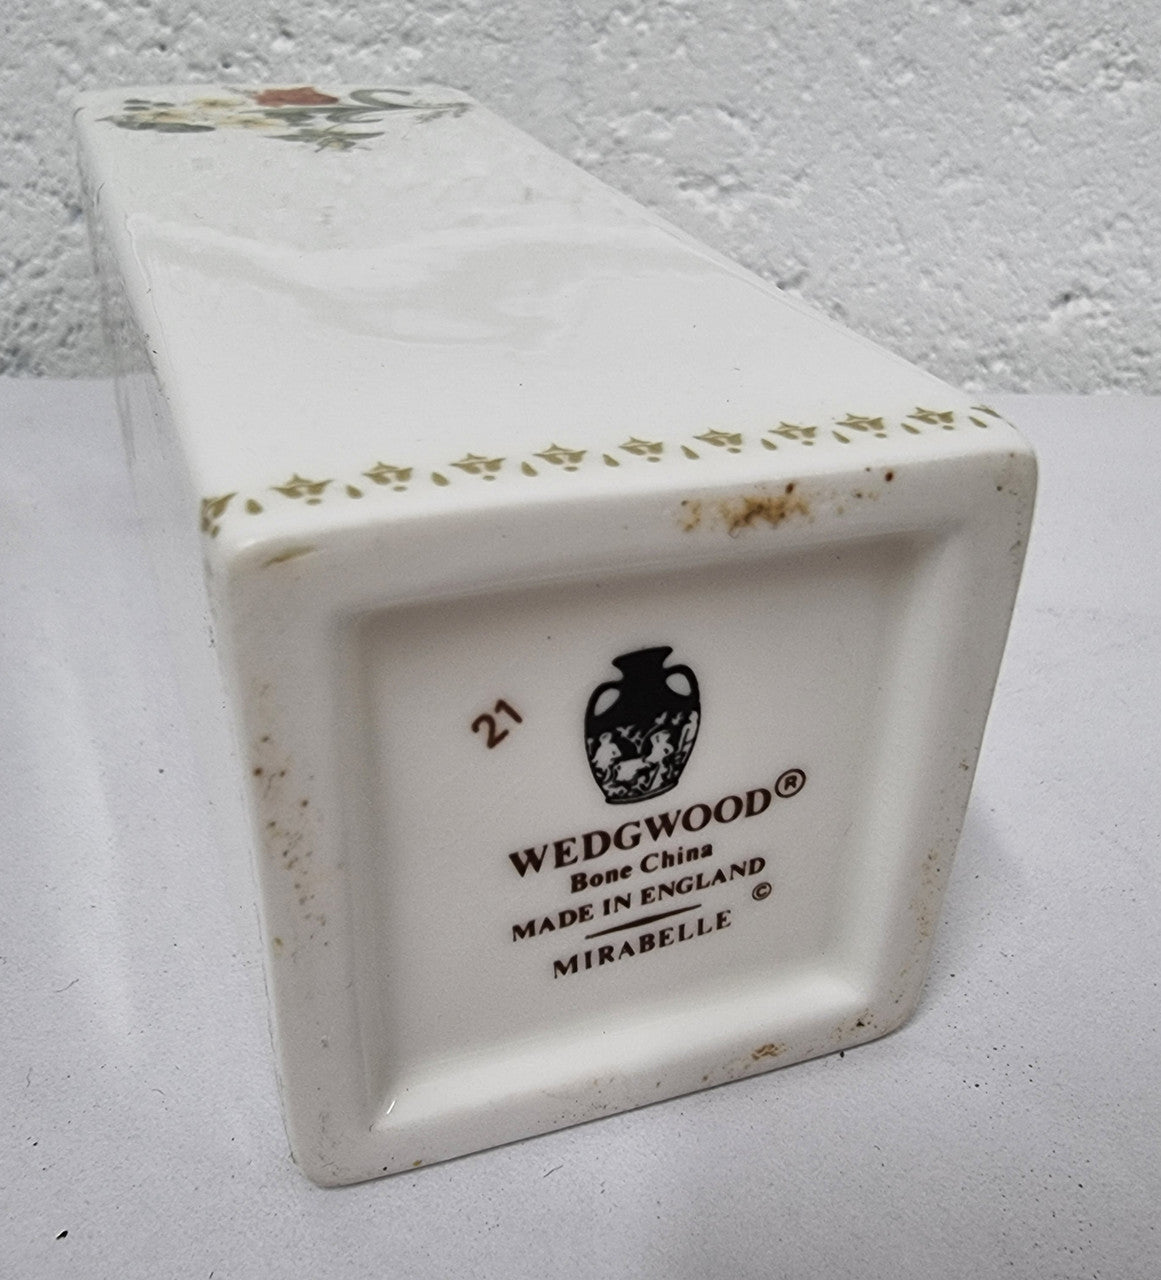 21
WEDGWOOD®
Bone China
MADE IN ENGLAND
©
MIRABELLE